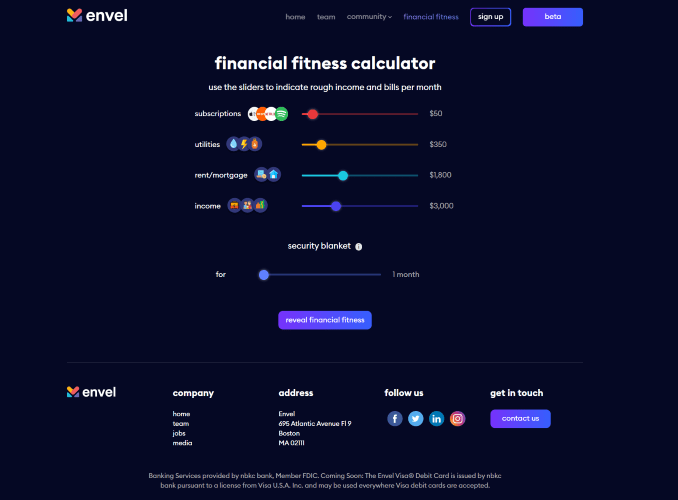 envel
home team community financial fitness sign up beta
financial fitness calculator
use the sliders to indicate rough income and bills per month
subscriptions $50
utilities $350
rent/mortgage $1,800
income $3,000
security blanket
for 1 month
reveal financial fitness
envel
company
home
team
jobs
media
address
Envel
695 Atlantic Avenue Fl 9
Boston
MA 02111
follow us
get in touch
contact us
Banking Services provided by nbkc bank, Member FDIC. Coming Soon: The Envel Visa® Debit Card is issued by nkbc
bank pursuant to a license from Visa U.S.A. Inc. and may be used everywhere Visa debit cards are accepted.